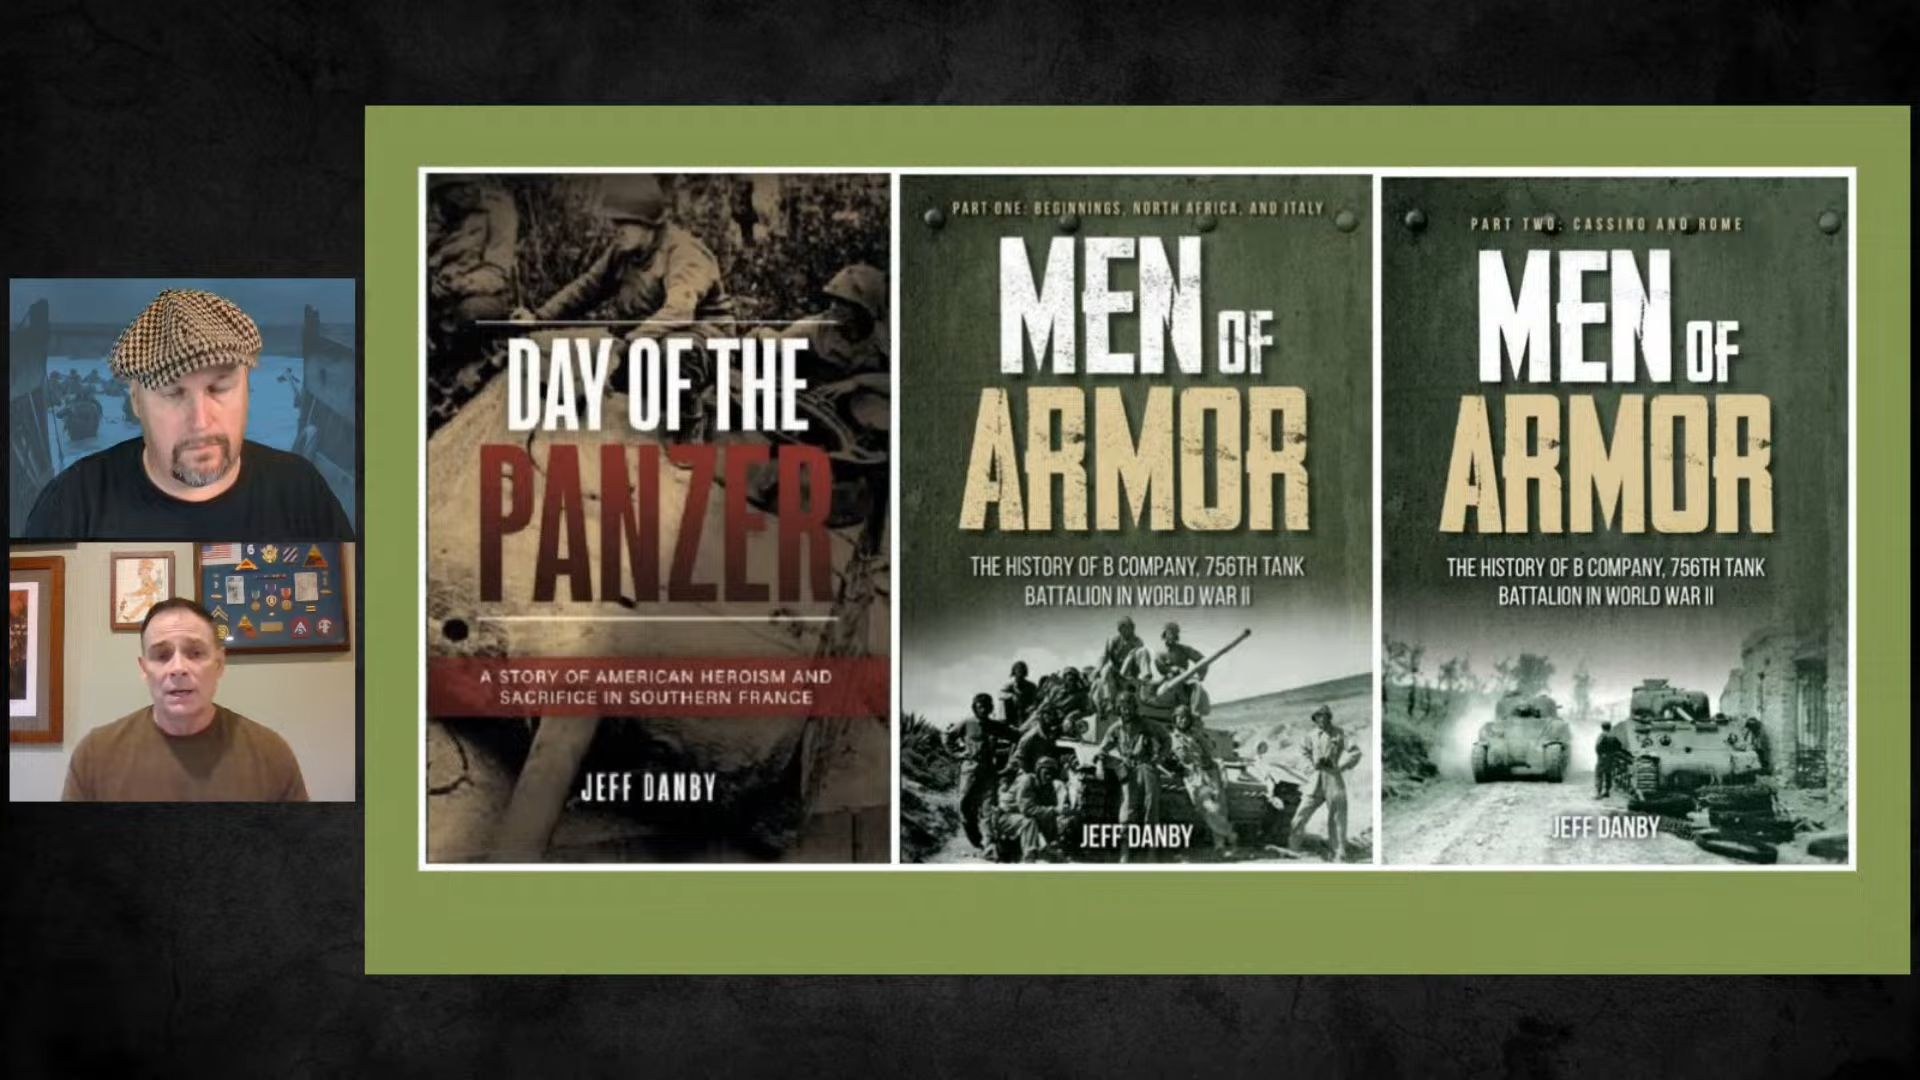 DAY OF THE
PANZER
A STORY OF AMERICAN HEROISM AND
SACRIFICE IN SOUTHERN FRANCE
JEFF DANBY
PART ONE: BEGINNINGS, NORTH AFRICA, AND ITALY
MEN OF
ARMOR
THE HISTORY OF B COMPANY, 756TH TANK
BATTALION IN WORLD WAR II
JEFF DANBY
PART TWO: CASSINO AND ROME
MEN OF
ARMOR
THE HISTORY OF B COMPANY, 756TH TANK
BATTALION IN WORLD WAR II
JEFF DANBY